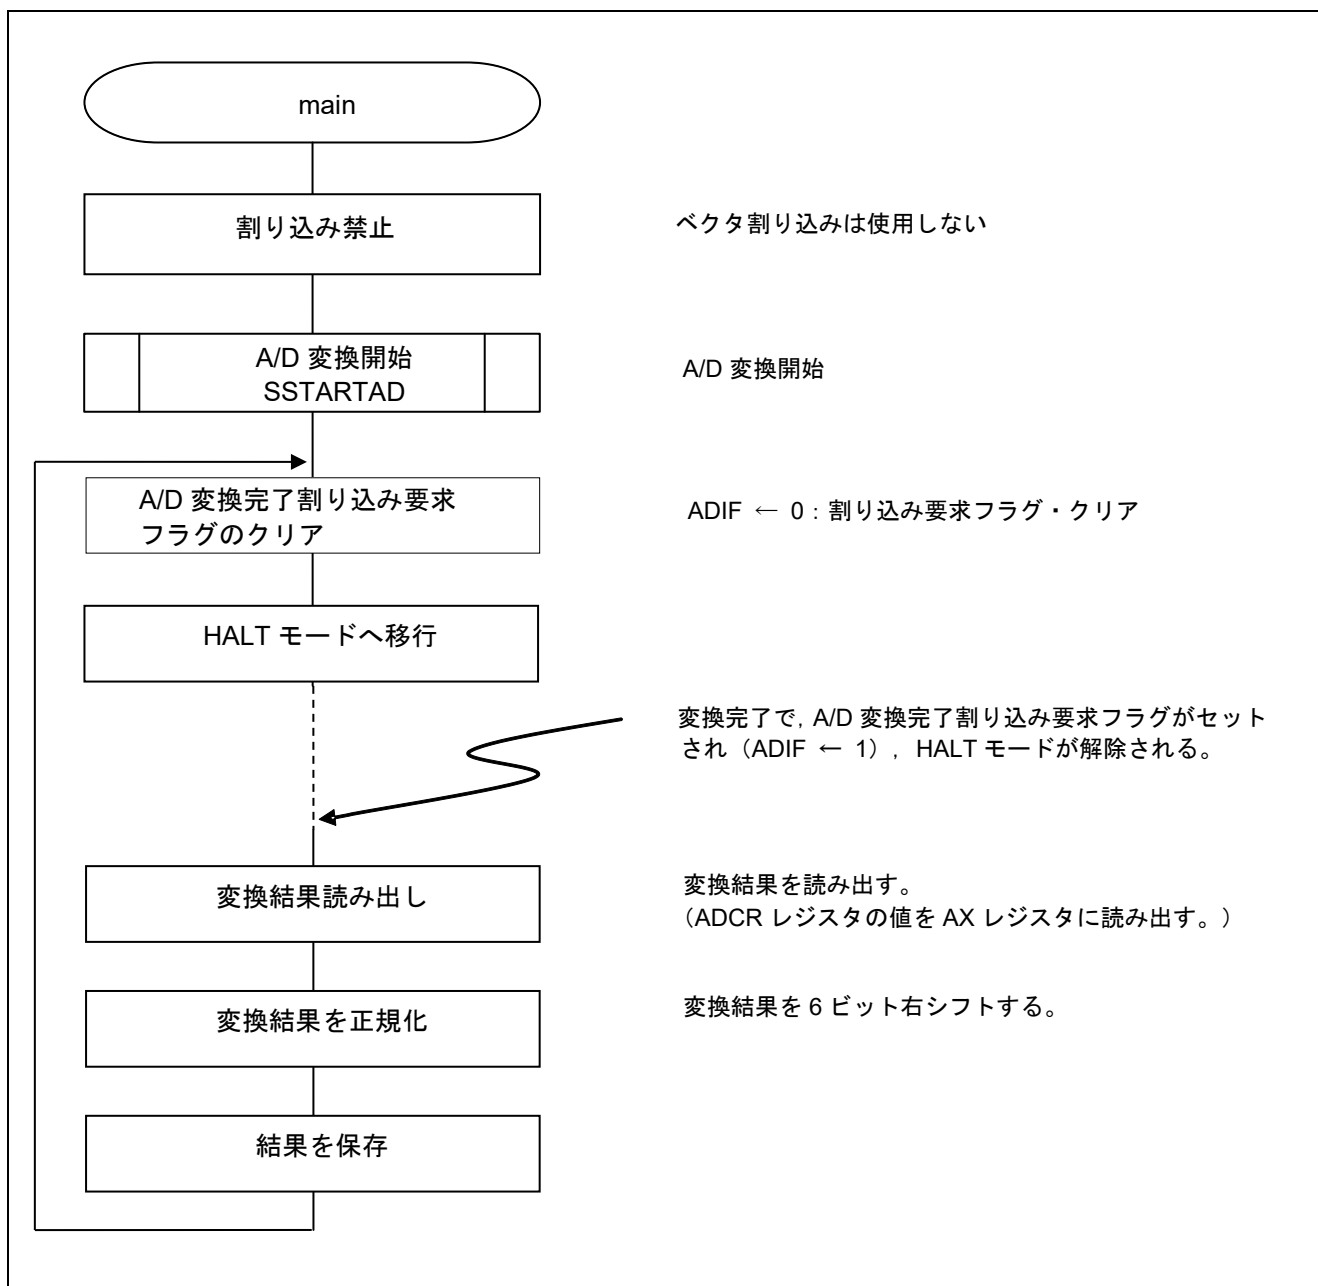 main
割り込み禁止
ベクタ割り込みは使用しない
A/D 変換開始
SSTARTAD
A/D 変換開始
A/D 変換完了割り込み要求
フラグのクリア
ADIF ← 0：割り込み要求フラグ・クリア
HALT モードへ移行
変換完了で, A/D 変換完了割り込み要求フラグがセット
され（ADIF ← 1）, HALT モードが解除される。
変換結果読み出し
変換結果を読み出す。
（ADCR レジスタの値を AX レジスタに読み出す。）
変換結果を正規化
変換結果を 6 ビット右シフトする。
結果を保存